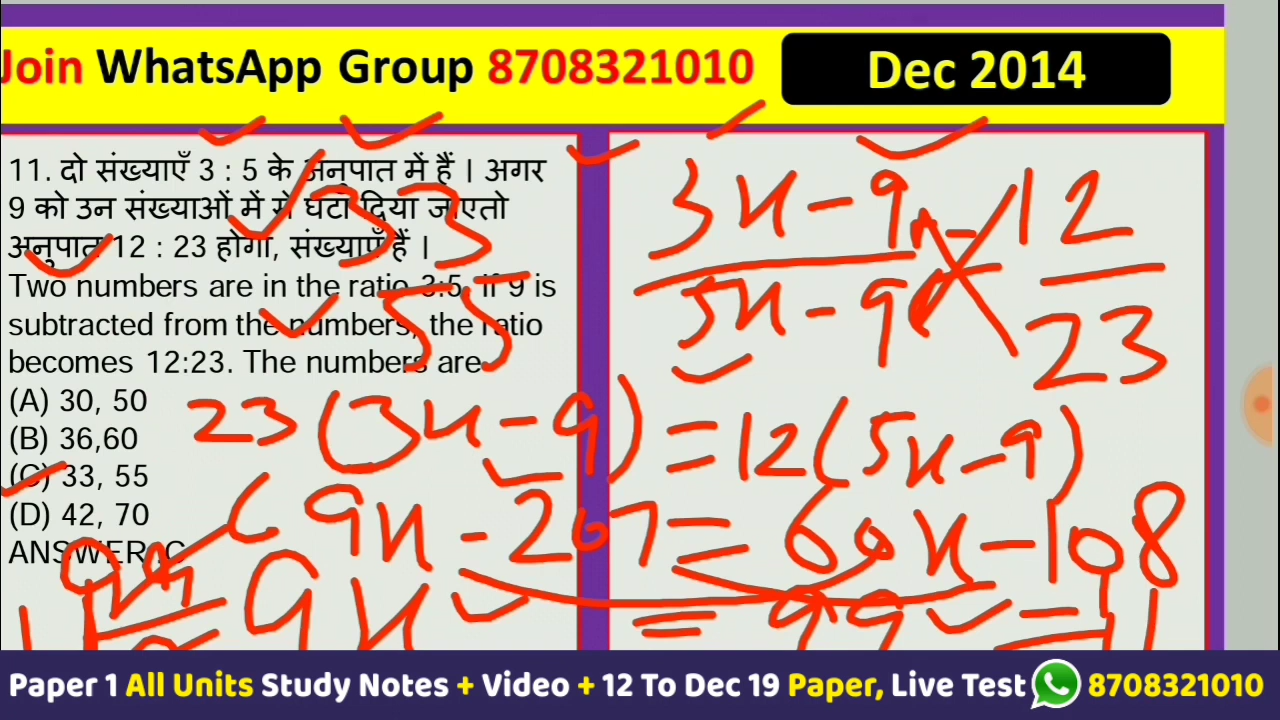 Join WhatsApp Group 8708321010
Dec 2014
11. दो संख्याएँ 3 : 5 के अनुपात में हैं । अगर
9 को उन संख्याओं में से घटा दिया जाएतो
अनुपात 12 : 23 होगा, संख्याएँ हैं ।
Two numbers are in the ratio 3:5. If 9 is
subtracted from the numbers, the ratio
becomes 12:23. The numbers are
(A) 30, 50
(B) 36,60
(C) 33, 55
(D) 42, 70
ANSWER: C
33
55
3x - 9 = 12
5x - 9 23
23 (3x - 9) = 12 (5x - 9)
69x - 207 = 60x - 108
9x = 99
Paper 1 All Units Study Notes + Video + 12 To Dec 19 Paper, Live Test 8708321010